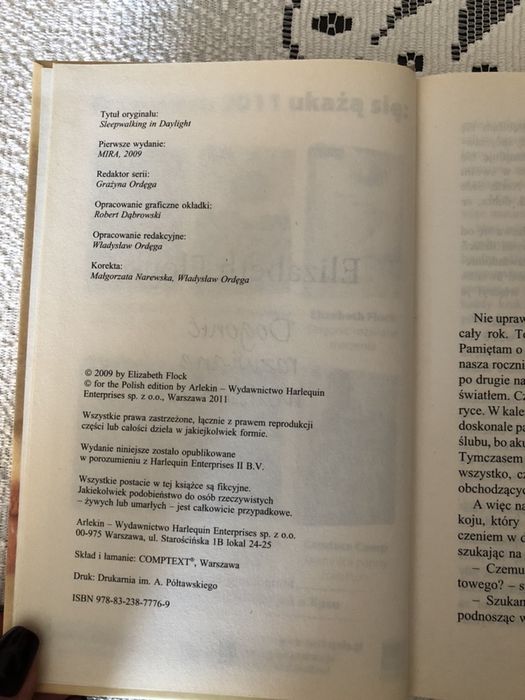 Tytuł oryginału:
Sleepwalking in Daylight
Pierwsze wydanie:
MIRA, 2009
Redaktor serii:
Grażyna Ordęga
Opracowanie graficzne okładki:
Robert Dąbrowski
Opracowanie redakcyjne:
Władysław Ordęga
Korekta:
Małgorzata Narewska, Władysław Ordęga
© 2009 by Elizabeth Flock
© for the Polish edition by Arlekin – Wydawnictwo Harlequin
Enterprises sp. z o.o., Warszawa 2011
Wszystkie prawa zastrzeżone, łącznie z prawem reprodukcji
części lub całości dzieła w jakiejkolwiek formie.
Wydanie niniejsze zostało opublikowane
w porozumieniu z Harlequin Enterprises II B.V.
Wszystkie postacie w tej książce są fikcyjne.
Jakiekolwiek podobieństwo do osób rzeczywistych
– żywych lub umarłych – jest całkowicie przypadkowe.
Arlekin – Wydawnictwo Harlequin Enterprises sp. z o.o.
00-975 Warszawa, ul. Starościńska 1B lokal 24-25
Skład i łamanie: COMPTEXT®, Warszawa
Druk: Drukarnia im. A. Półtawskiego
ISBN 978-83-238-7776-9
Nie upraw
cały rok. Te
Pamiętam o
nasza roczni
po drugie na
światłem. Cz
ryce. W kale
doskonale pa
ślubu, bo aku
Tymczasem
wszystko, cz
obchodzącyc
A więc na
koju, który
czeniem w d
szukając na
– Czemu
towego? – s
– Szukan
podnosząc w